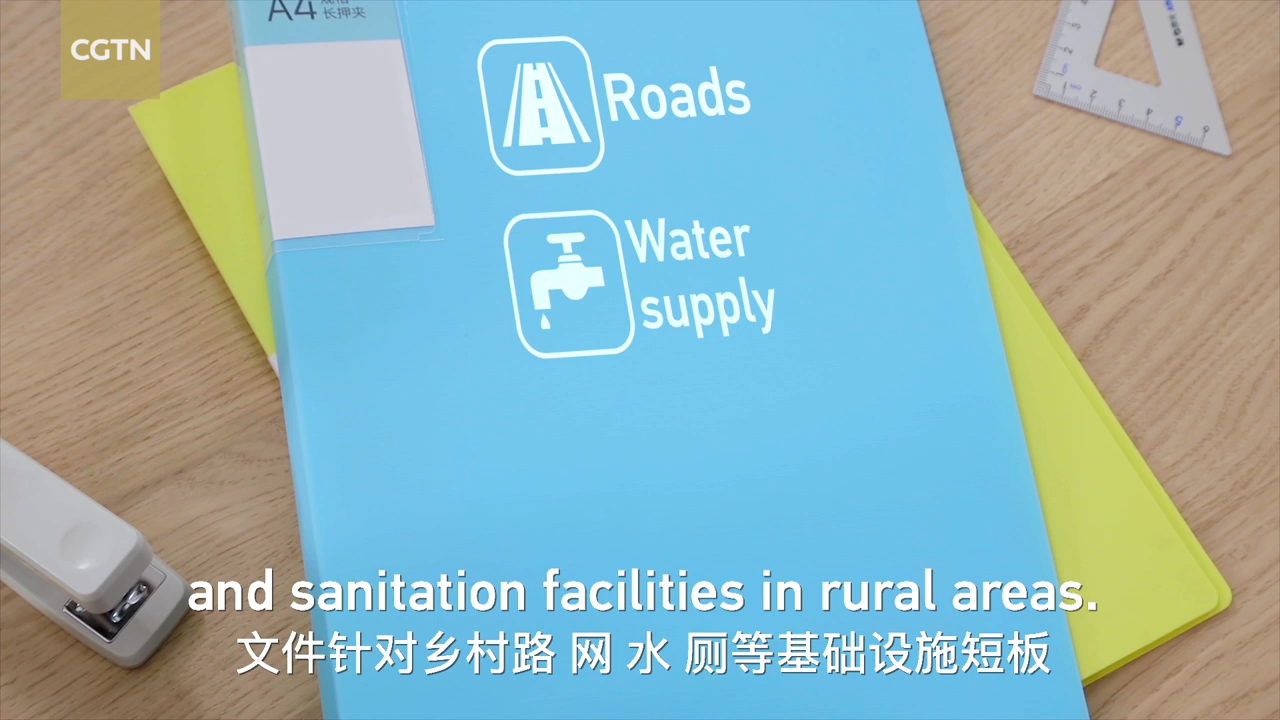 CGTN
A4
长押夹
Roads
Water
supply
and sanitation facilities in rural areas.
文件针对乡村路 网 水 厕等基础设施短板